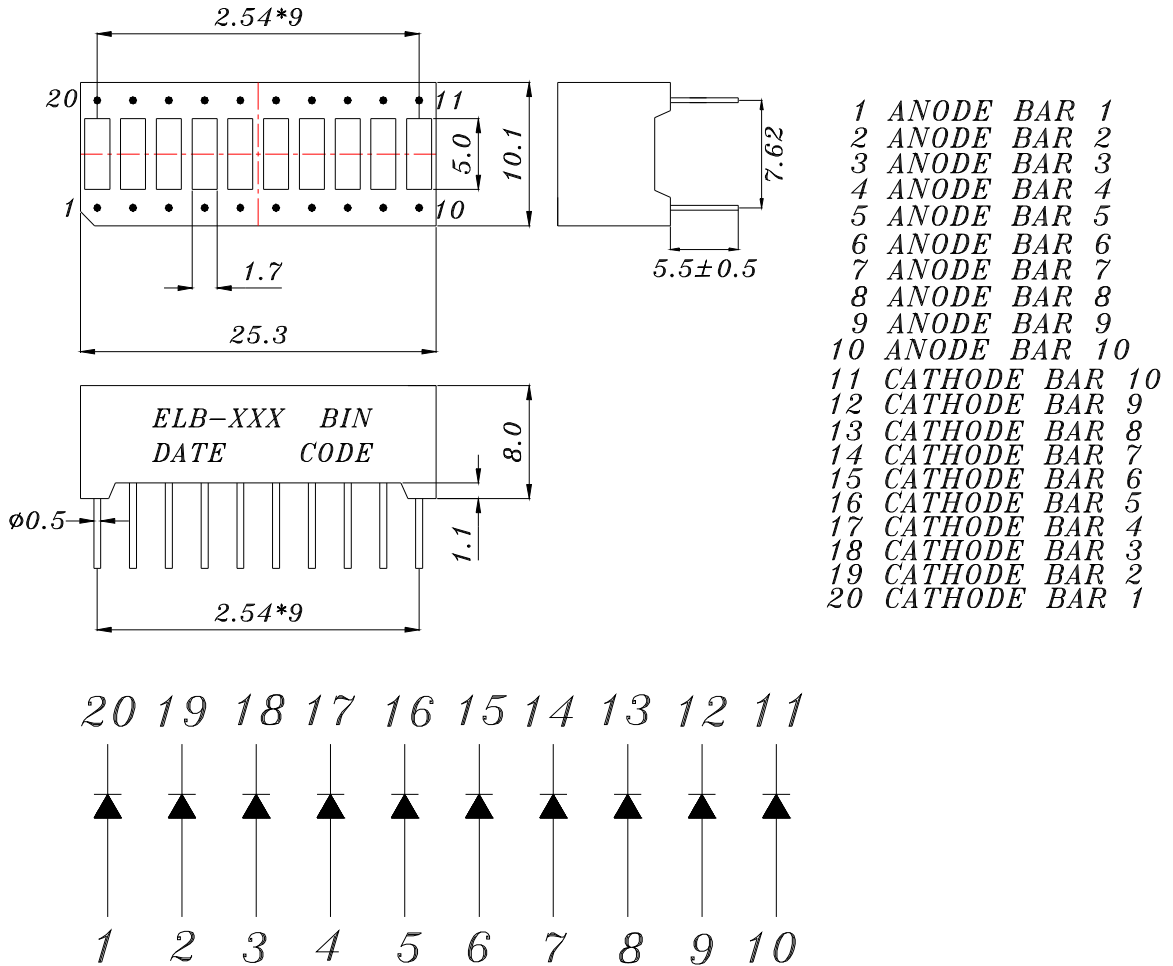 2.54*9
20 11
5.0
10.1
7.62
1 10
1.7
5.5±0.5
25.3
ELB-XXX BIN
DATE CODE
8.0
ø0.5
1.1
2.54*9
1 ANODE BAR 1
2 ANODE BAR 2
3 ANODE BAR 3
4 ANODE BAR 4
5 ANODE BAR 5
6 ANODE BAR 6
7 ANODE BAR 7
8 ANODE BAR 8
9 ANODE BAR 9
10 ANODE BAR 10
11 CATHODE BAR 10
12 CATHODE BAR 9
13 CATHODE BAR 8
14 CATHODE BAR 7
15 CATHODE BAR 6
16 CATHODE BAR 5
17 CATHODE BAR 4
18 CATHODE BAR 3
19 CATHODE BAR 2
20 CATHODE BAR 1
20 19 18 17 16 15 14 13 12 11
1 2 3 4 5 6 7 8 9 10